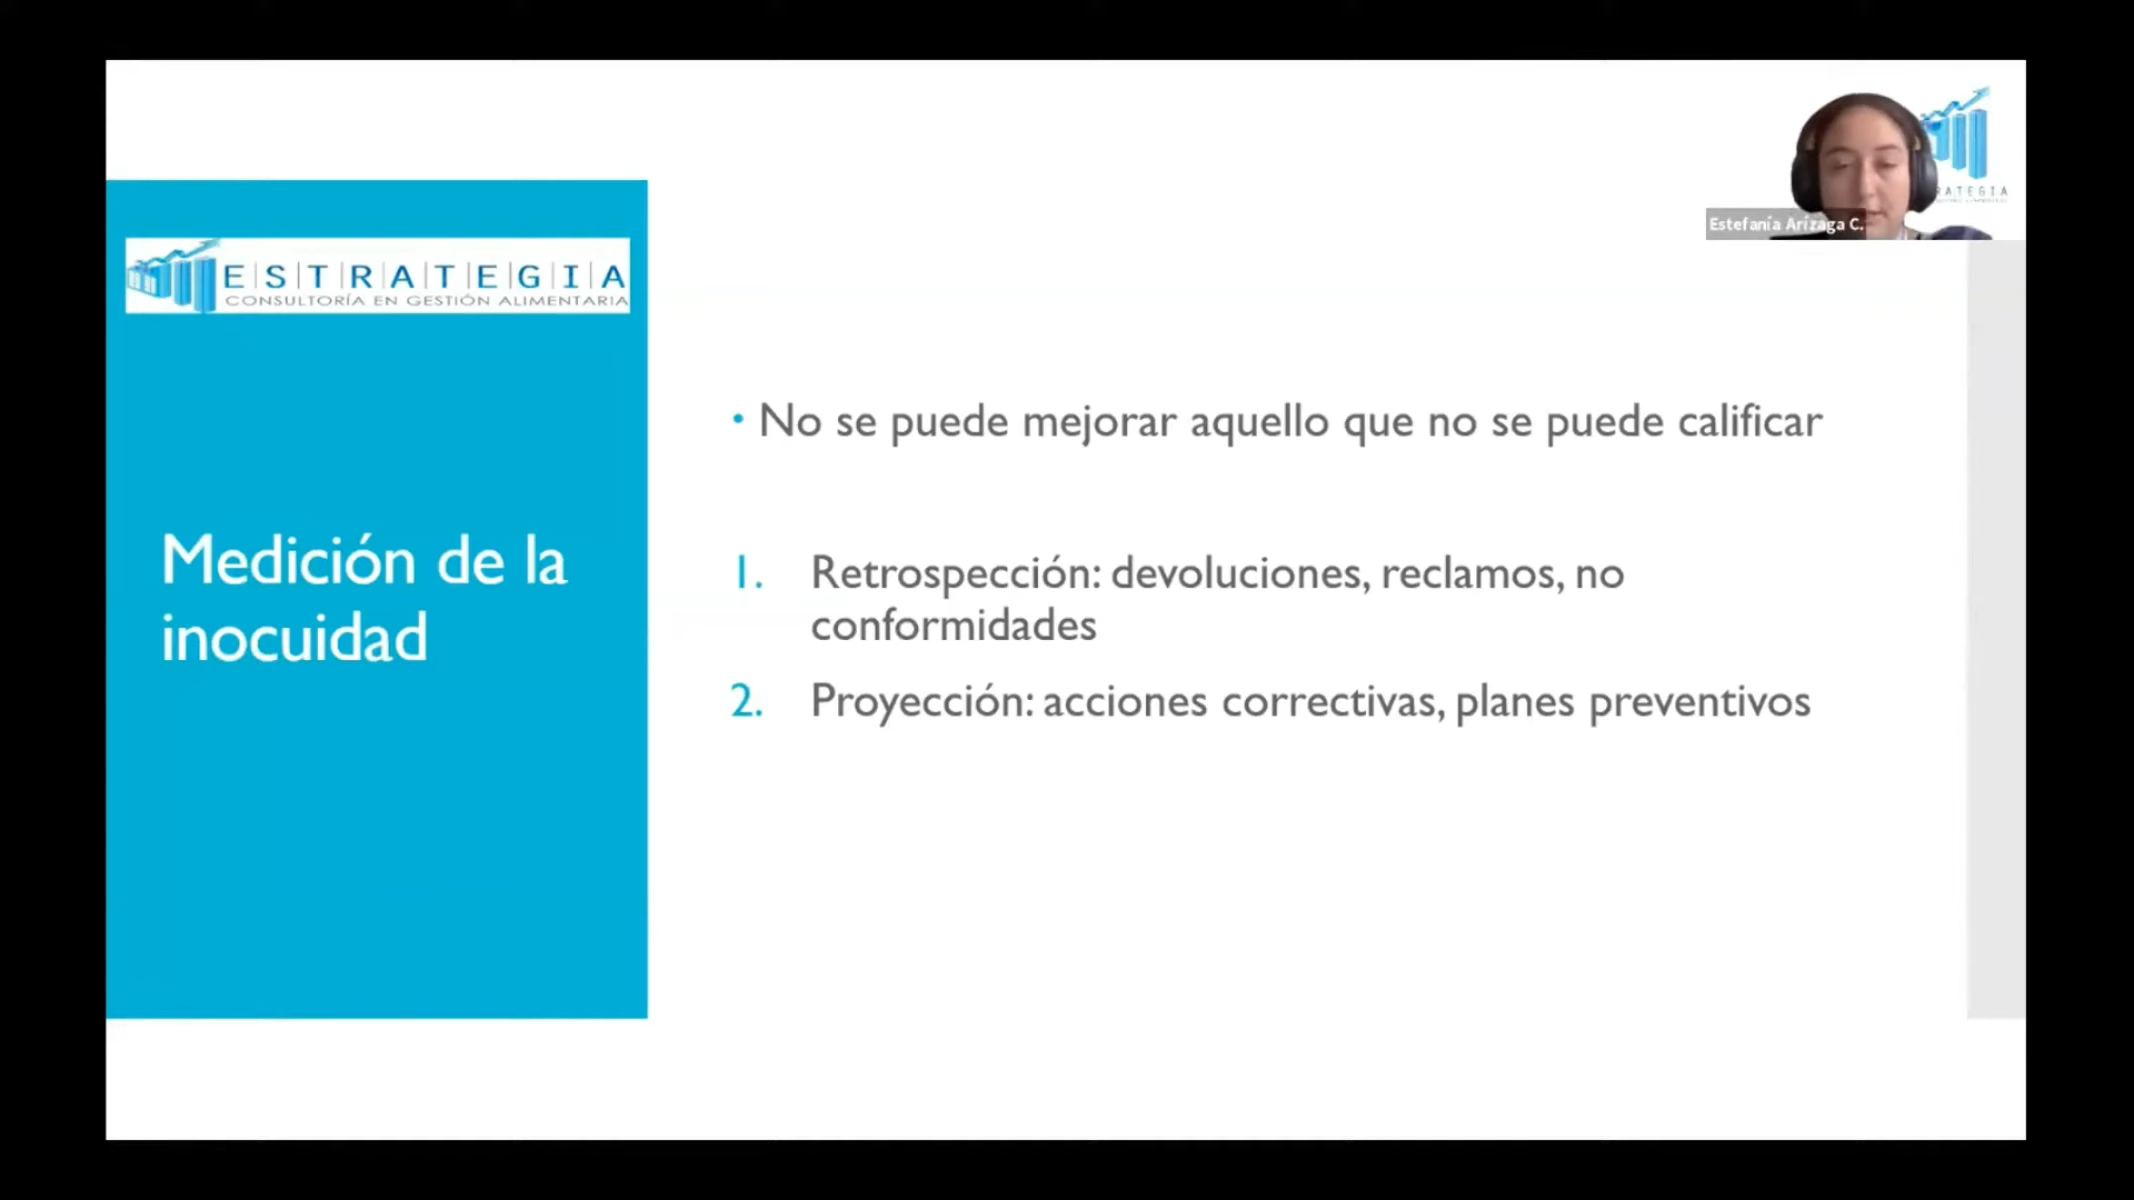 Estefanía Arízaga C.
RATEGIA
E|S|T|R|A|T|E|G|I|A
CONSULTORÍA EN GESTIÓN ALIMENTARIA
Medición de la
inocuidad
• No se puede mejorar aquello que no se puede calificar
1. Retrospección: devoluciones, reclamos, no
conformidades
2. Proyección: acciones correctivas, planes preventivos